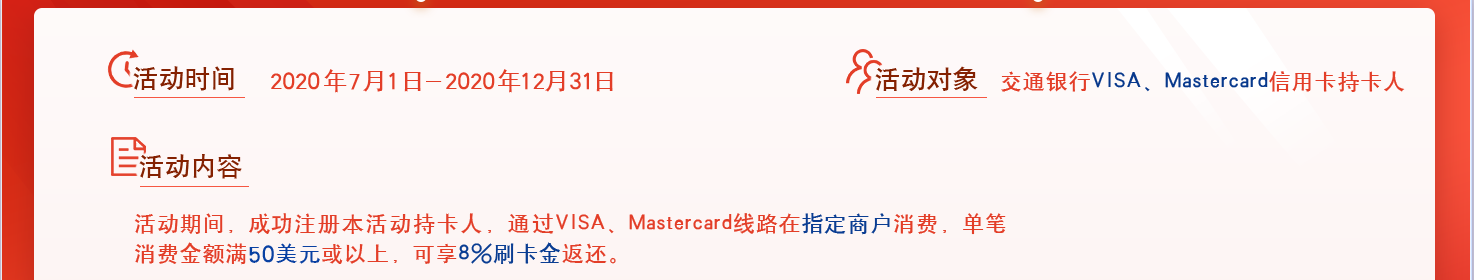 活动时间 2020年7月1日—2020年12月31日
活动对象 交通银行VISA、Mastercard信用卡持卡人
活动内容
活动期间，成功注册本活动持卡人，通过VISA、Mastercard线路在指定商户消费，单笔
消费金额满50美元或以上，可享8%刷卡金返还。